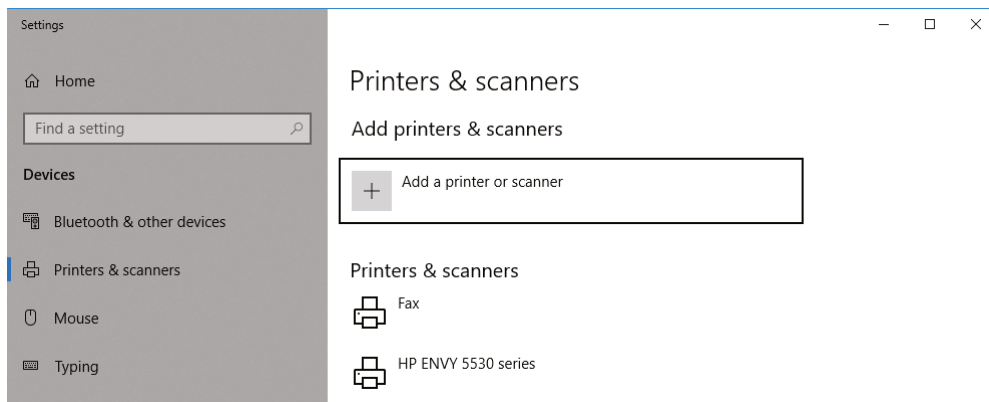 Settings
Home
Find a setting
Devices
Bluetooth & other devices
Printers & scanners
Mouse
Typing
Printers & scanners
Add printers & scanners
Add a printer or scanner
Printers & scanners
Fax
HP ENVY 5530 series